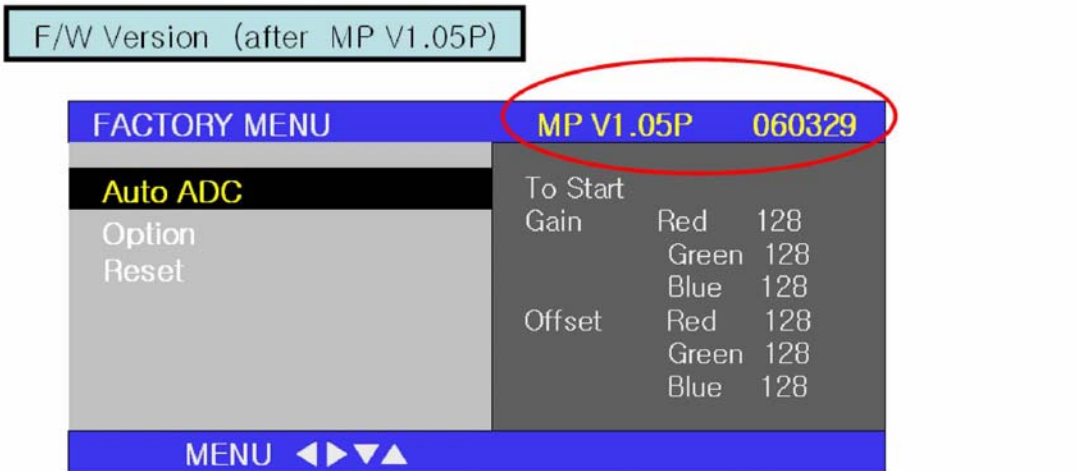 F/W Version (after MP V1.05P)
FACTORY MENU MP V1.05P 060329
Auto ADC
Option
Reset
To Start
Gain Red 128
Green 128
Blue 128
Offset Red 128
Green 128
Blue 128
MENU ◀▶▼▲